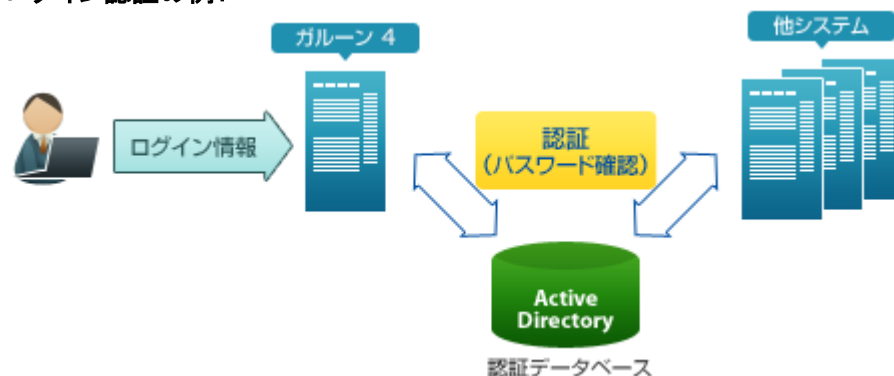 ガルーン 4
他システム
ログイン情報
認証
（パスワード確認）
Active
Directory
認証データベース